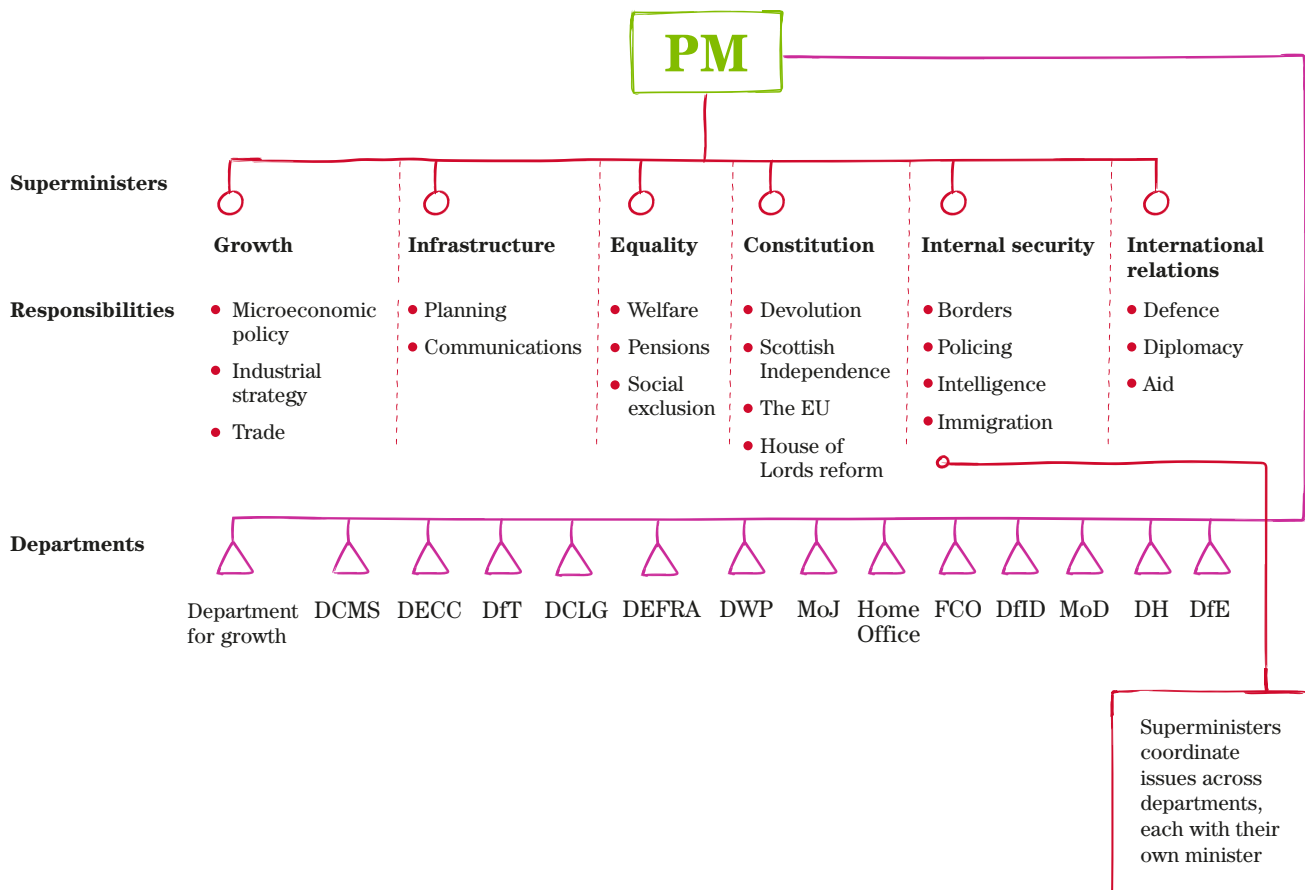 PM
Superministers
Growth
Infrastructure
Equality
Constitution
Internal security
International
relations
Responsibilities
Microeconomic
policy
Industrial
strategy
Trade
Planning
Communications
Welfare
Pensions
Social
exclusion
Devolution
Scottish
Independence
The EU
House of
Lords reform
Borders
Policing
Intelligence
Immigration
Defence
Diplomacy
Aid
Departments
Department
for growth
DCMS
DECC
DfT
DCLG
DEFRA
DWP
MoJ
Home
Office
FCO
DfID
MoD
DH
DfE
Superministers
coordinate
issues across
departments,
each with their
own minister